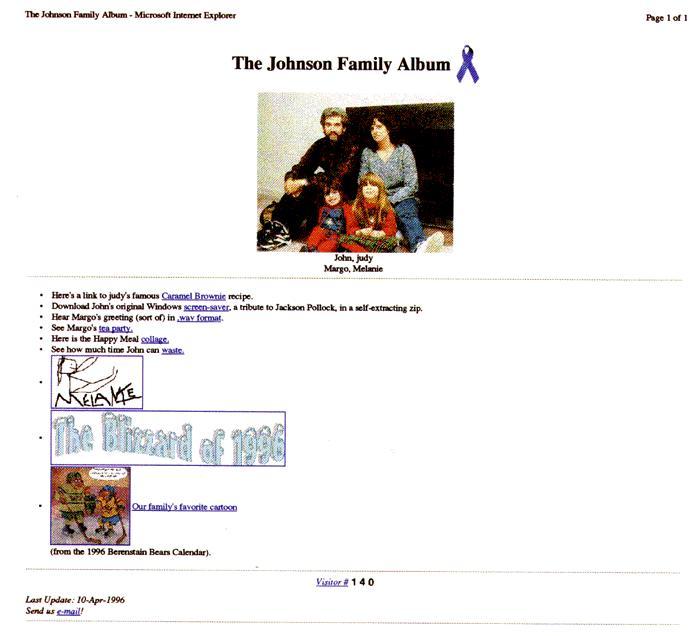 The Johnson Family Album - Microsoft Internet Explorer
Page 1 of 1
The Johnson Family Album
John, judy
Margo, Melanie
Here's a link to judy's famous Caramel Brownie recipe.
Download John's original Windows screen-saver, a tribute to Jackson Pollock, in a self-extracting zip.
Hear Margo's greeting (sort of) in .wav format.
See Margo's tea party.
Here is the Happy Meal collage.
See how much time John can waste.
MELANIE
The Blizzard of 1996
Our family's favorite cartoon
(from the 1996 Berenstain Bears Calendar).
Visitor # 1 4 0
Last Update: 10-Apr-1996
Send us e-mail!